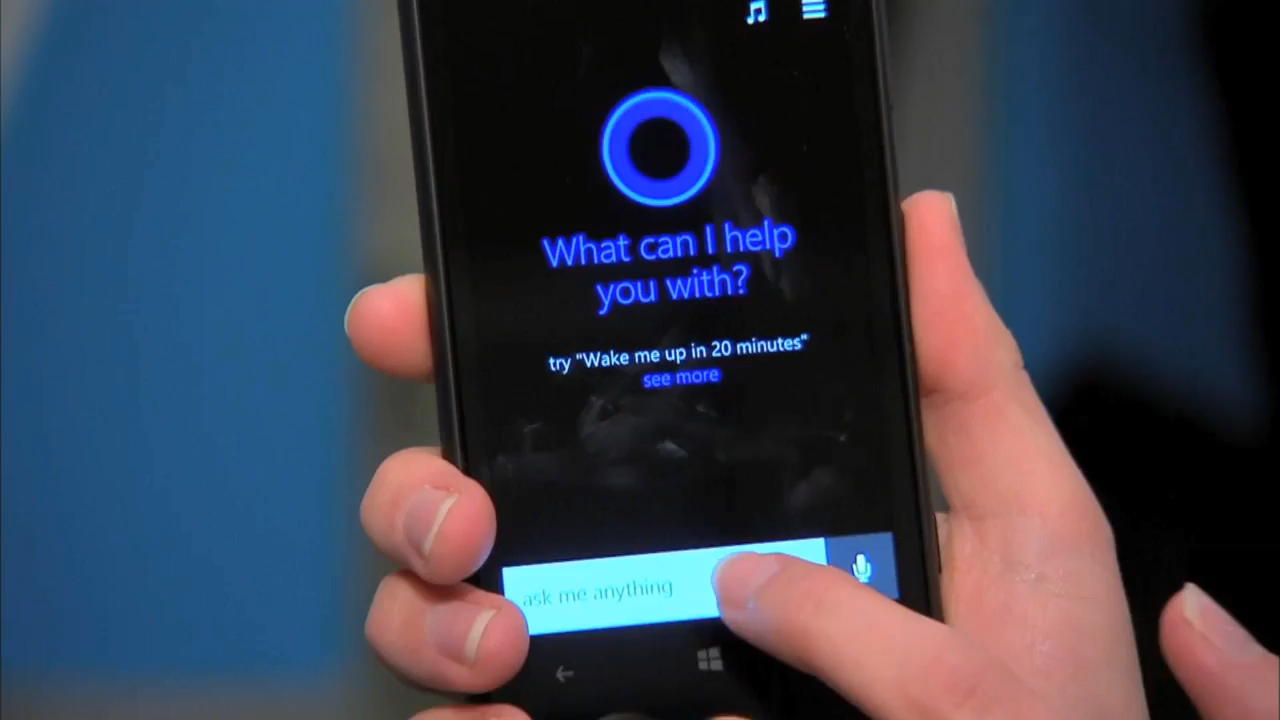 What can I help
you with?
try "Wake me up in 20 minutes"
see more
ask me anything